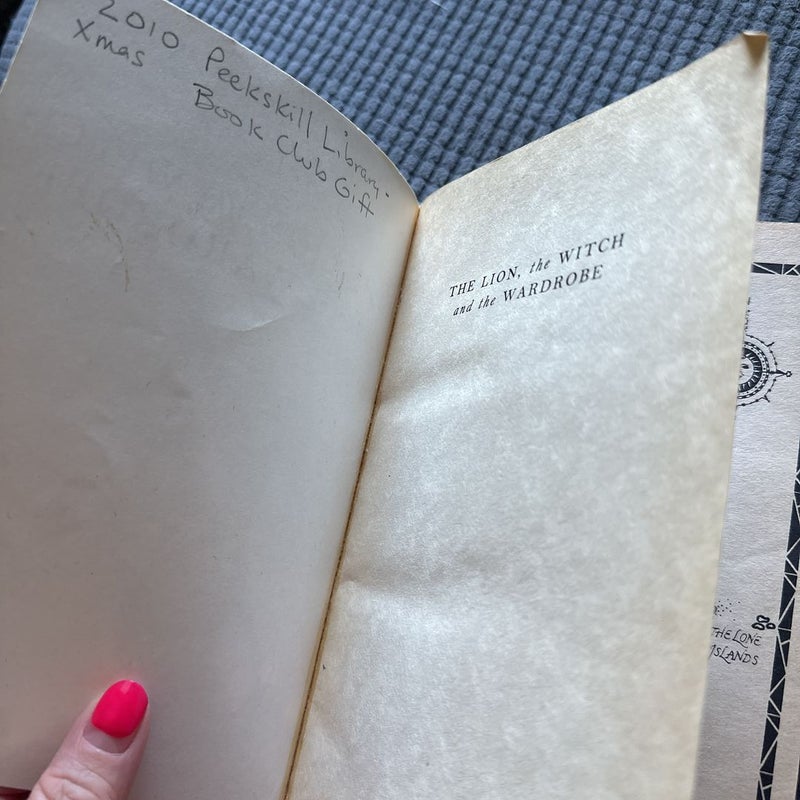 2010 Peekskill Library-
Xmas Book Club Gift
THE LION, the WITCH
and the WARDROBE
THE LONE
ISLANDS